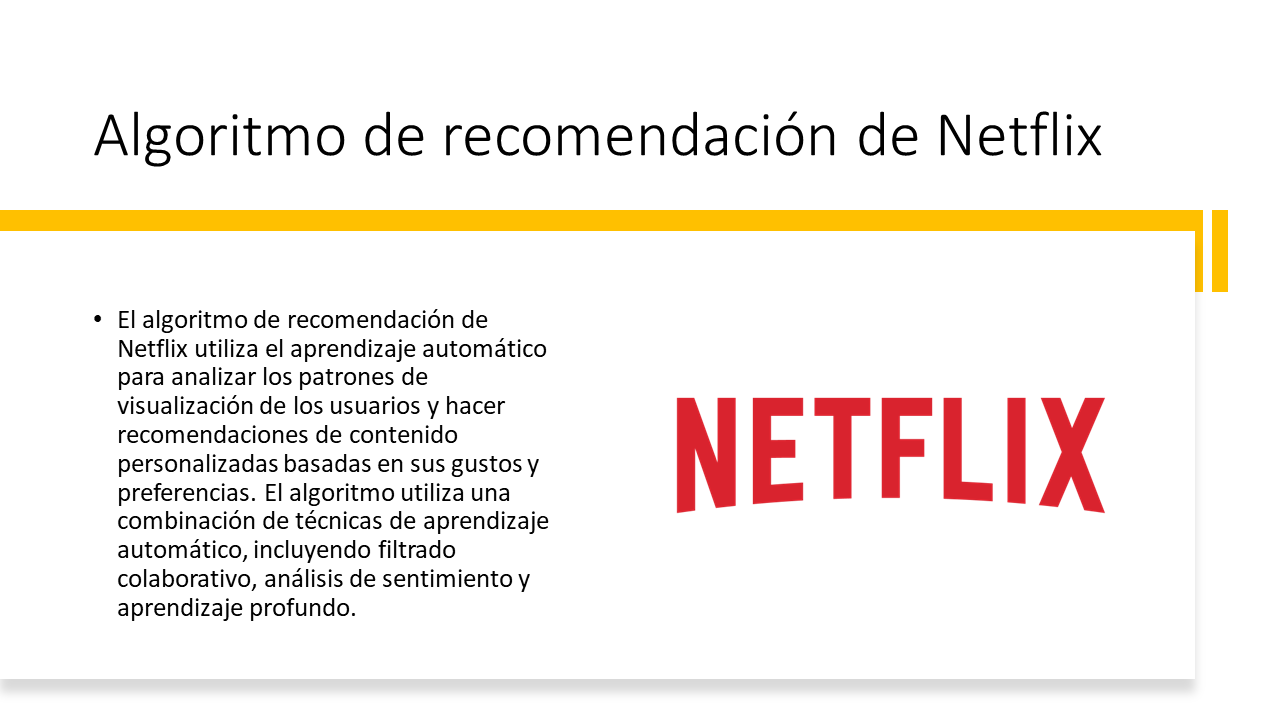 Algoritmo de recomendación de Netflix
• El algoritmo de recomendación de
Netflix utiliza el aprendizaje automático
para analizar los patrones de
visualización de los usuarios y hacer
recomendaciones de contenido
personalizadas basadas en sus gustos y
preferencias. El algoritmo utiliza una
combinación de técnicas de aprendizaje
automático, incluyendo filtrado
colaborativo, análisis de sentimiento y
aprendizaje profundo.
NETFLIX